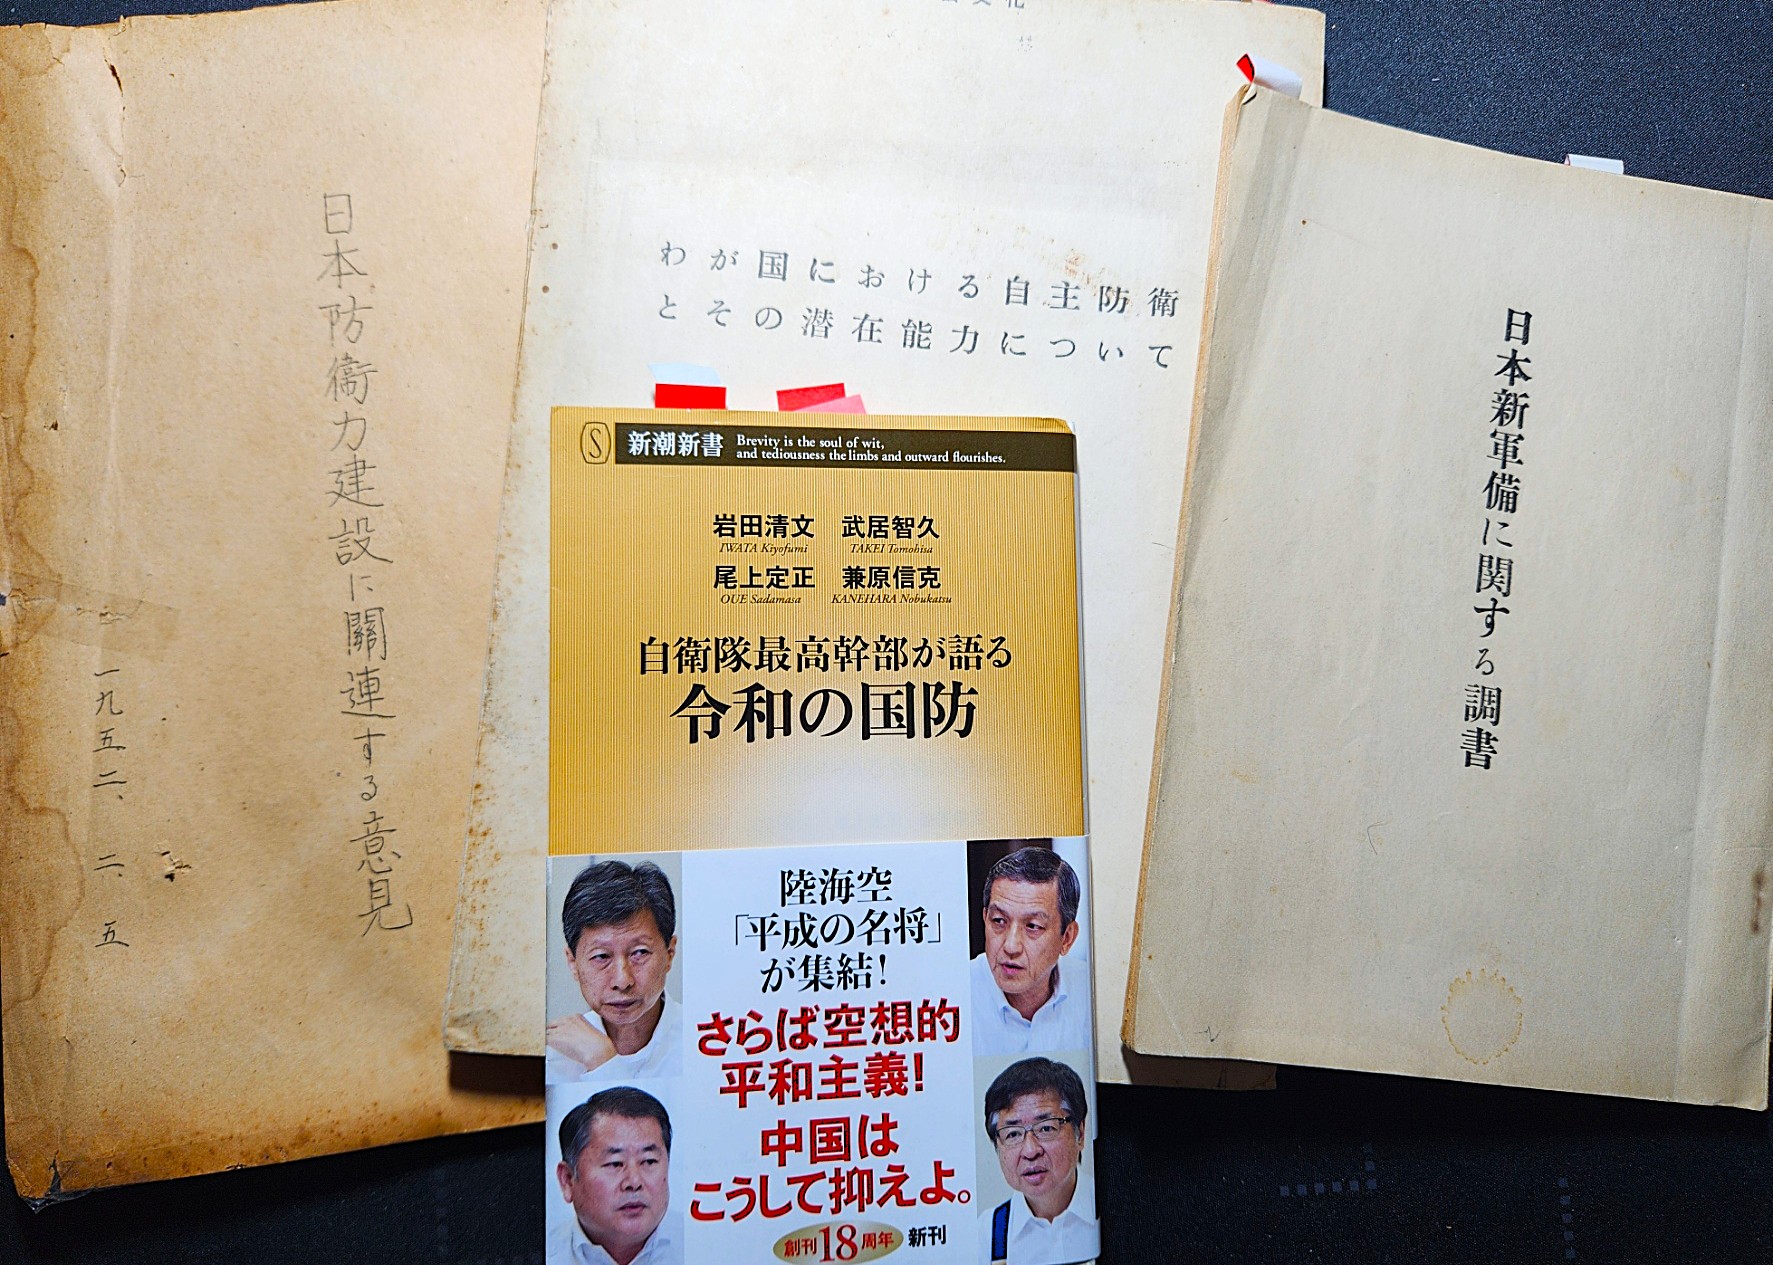 日本防衛力建設に關連する意見
一九五二、二、五
わが国における自主防衛
とその潜在能力について
日本新軍備に関する調書
S
新潮新書
Brevity is the soul of wit,
and tediousness the limbs and outward flourishes.
岩田清文 武居智久
IWATA Kiyofumi TAKEI Tomohisa
尾上定正 兼原信克
OUE Sadamasa KANEHARA Nobukatsu
自衛隊最高幹部が語る
令和の国防
陸海空
「平成の名将」
が集結!
さらば空想的
平和主義!
中国は
こうして抑えよ。
創刊18周年 新刊